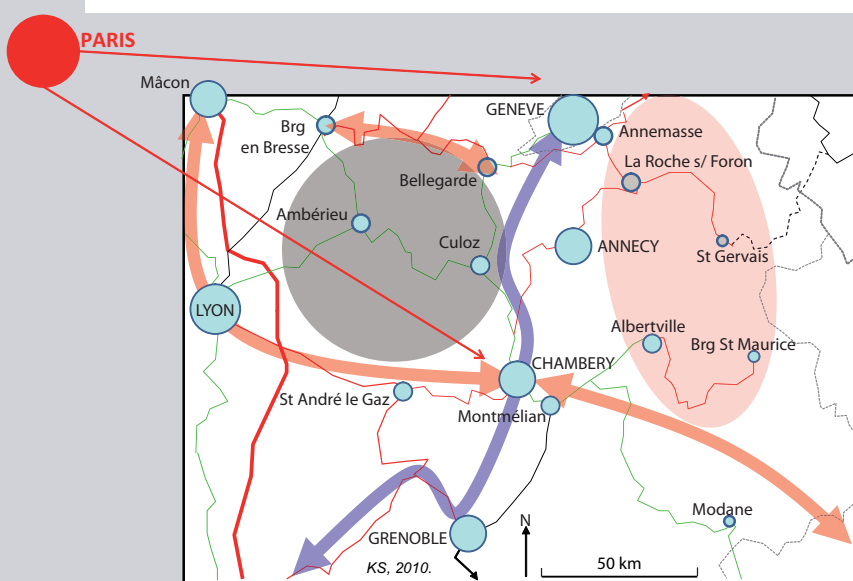 PARIS
Mâcon
GENEVE
Brg
en Bresse
Annemasse
La Roche s/ Foron
Bellegarde
Ambérieu
Culoz
ANNECY
St Gervais
LYON
Albertville
Brg St Maurice
CHAMBERY
St André le Gaz
Montmélian
Modane
GRENOBLE
N
KS, 2010.
50 km